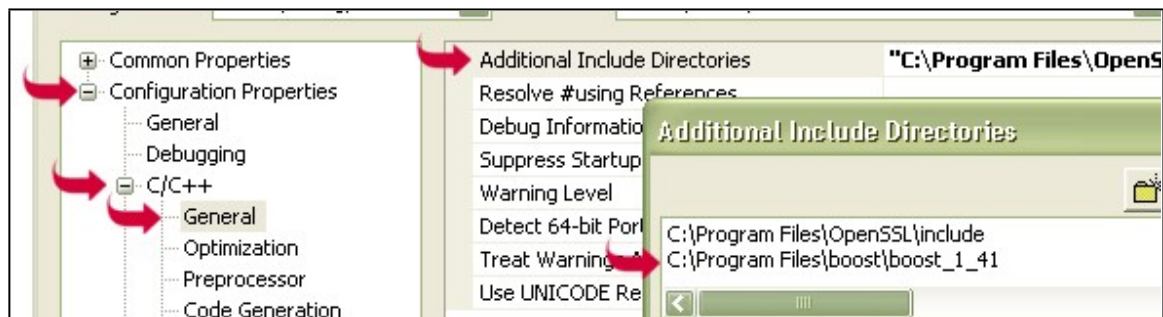 Common Properties
Configuration Properties
General
Debugging
C/C++
General
Optimization
Preprocessor
Code Generation
Additional Include Directories "C:\Program Files\OpenS
Resolve #using References
Debug Informatio
Suppress Startup
Warning Level
Detect 64-bit Port
Treat Warnings
Use UNICODE Re
Additional Include Directories
C:\Program Files\OpenSSL\include
C:\Program Files\boost\boost_1_41